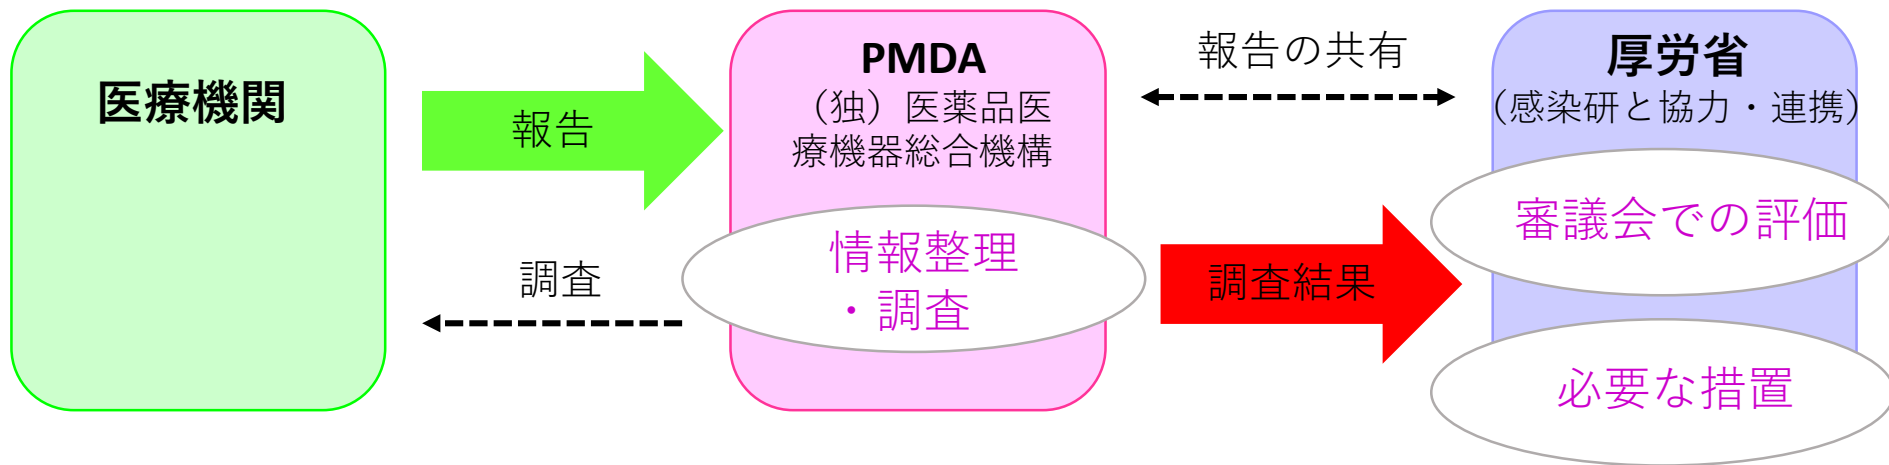 医療機関
報告
調査
PMDA
（独）医薬品医
療機器総合機構
情報整理
・調査
報告の共有
調査結果
厚労省
（感染研と協力・連携）
審議会での評価
必要な措置